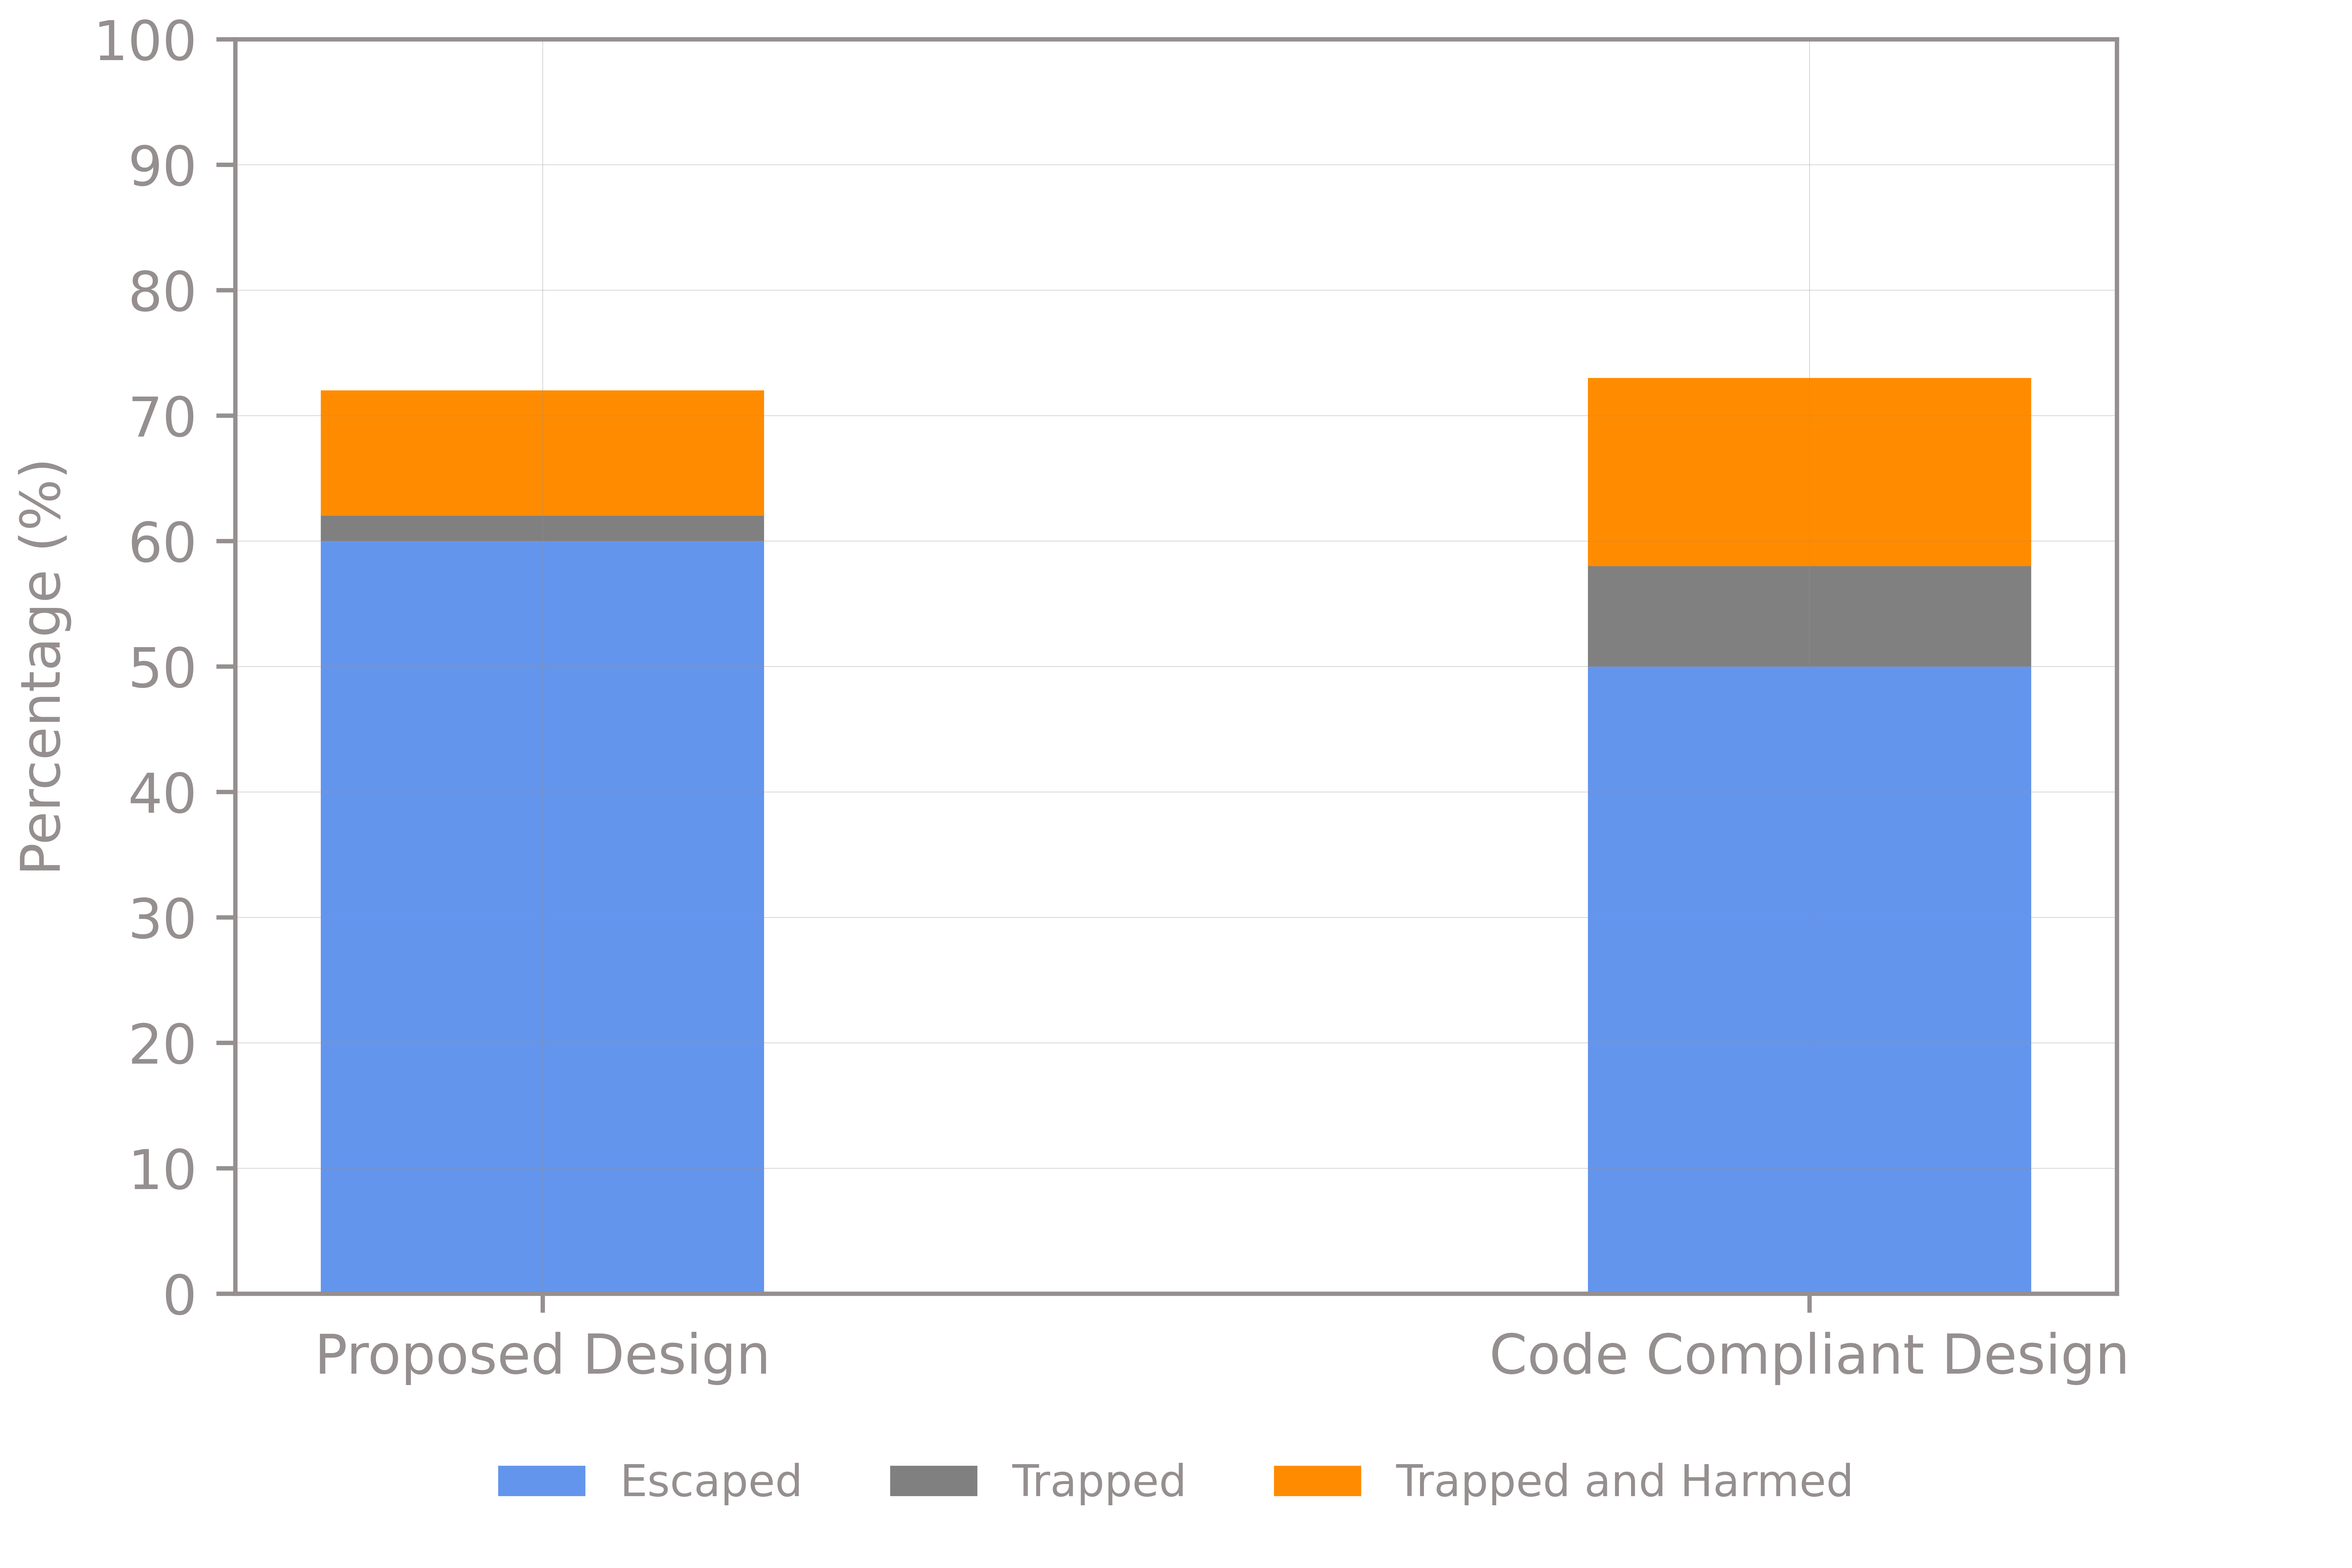 100
90
80
70
60
50
40
30
20
10
0
Percentage (%)
Proposed Design
Code Compliant Design
Escaped
Trapped
Trapped and Harmed